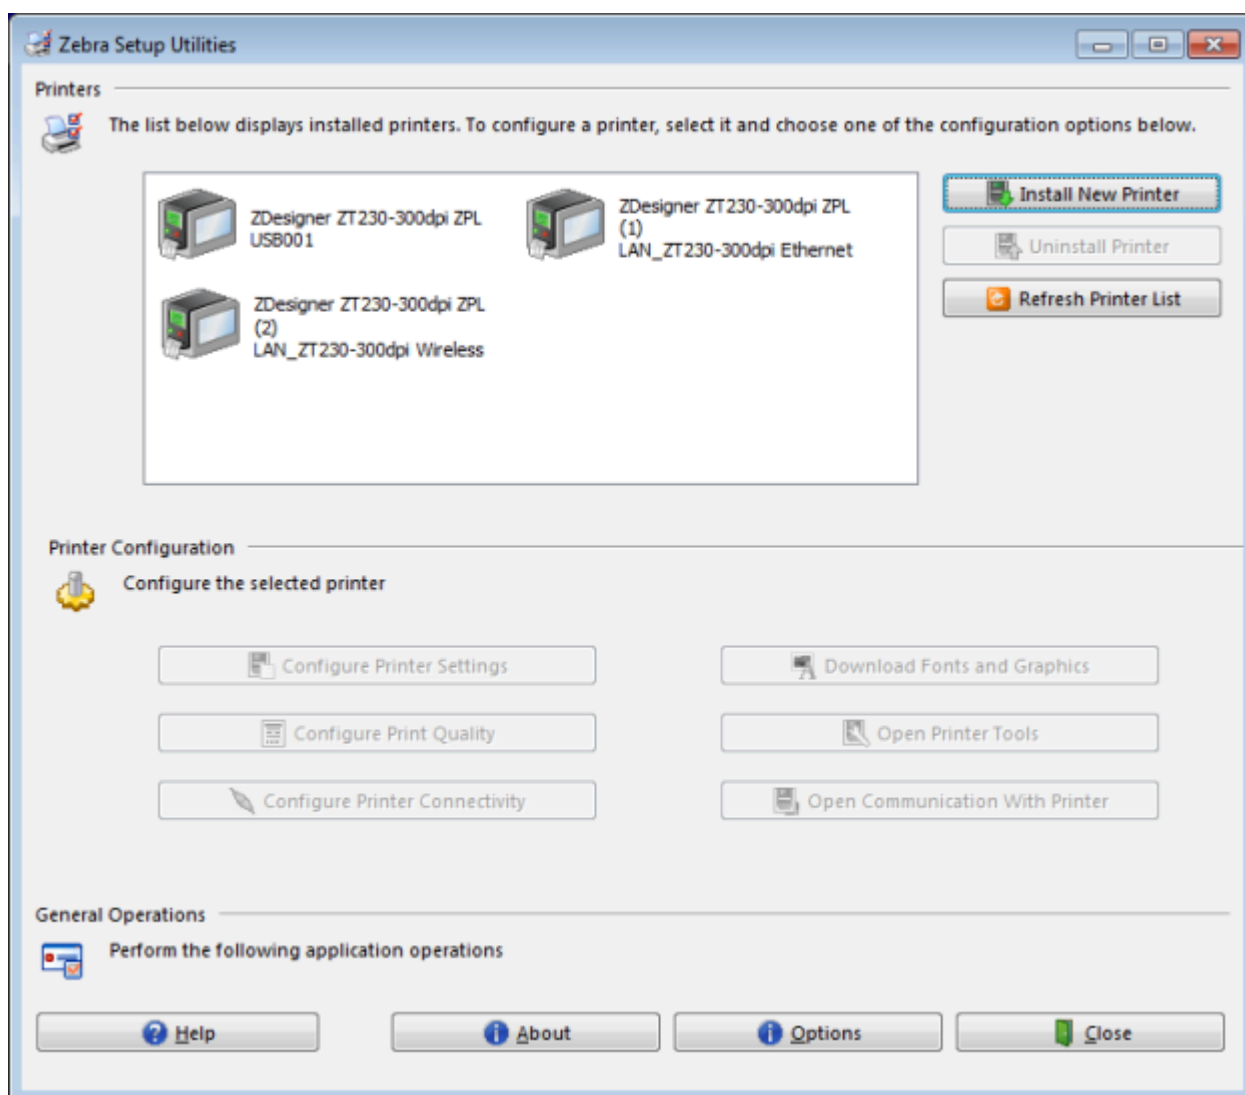 Zebra Setup Utilities
Printers
The list below displays installed printers. To configure a printer, select it and choose one of the configuration options below.
ZDesigner ZT230-300dpi ZPL
USB001
ZDesigner ZT230-300dpi ZPL
(1)
LAN_ZT230-300dpi Ethernet
ZDesigner ZT230-300dpi ZPL
(2)
LAN_ZT230-300dpi Wireless
Install New Printer
Uninstall Printer
Refresh Printer List
Printer Configuration
Configure the selected printer
Configure Printer Settings
Download Fonts and Graphics
Configure Print Quality
Open Printer Tools
Configure Printer Connectivity
Open Communication With Printer
General Operations
Perform the following application operations
Help
About
Options
Close